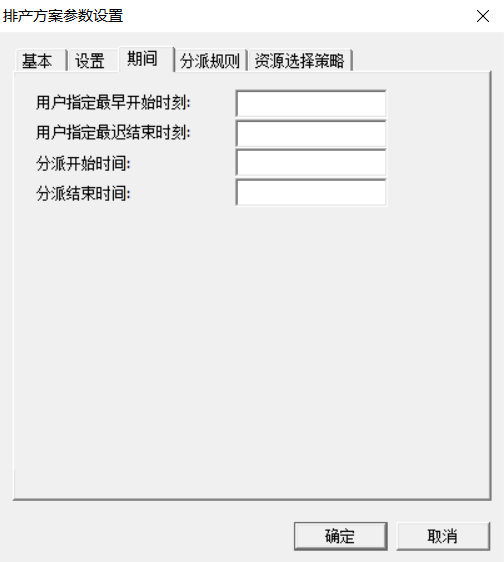 排产方案参数设置
基本 设置 期间 分派规则 资源选择策略
用户指定最早开始时刻:
用户指定最迟结束时刻:
分派开始时间:
分派结束时间:
确定 取消